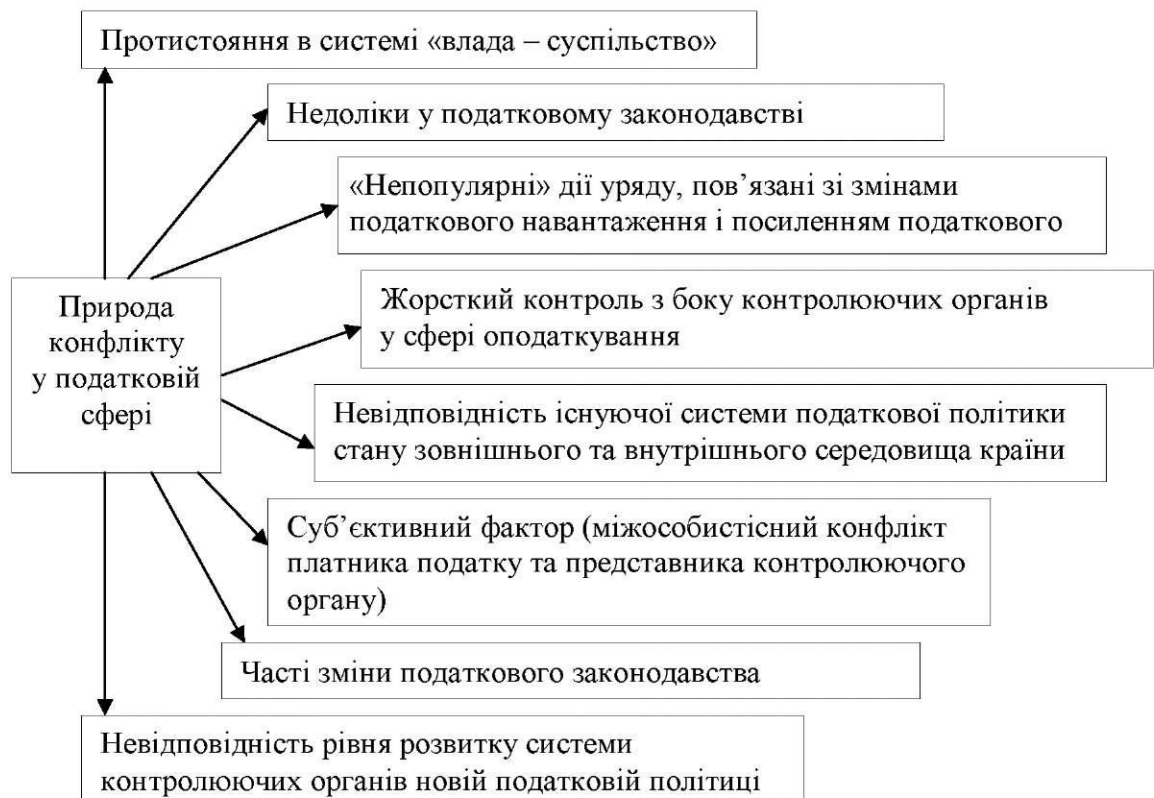 Протистояння в системі «влада – суспільство»
Недоліки у податковому законодавстві
«Непопулярні» дії уряду, пов’язані зі змінами
податкового навантаження і посиленням податкового
Природа
конфлікту
у податковій
сфері
Жорсткий контроль з боку контролюючих органів
у сфері оподаткування
Невідповідність існуючої системи податкової політики
стану зовнішнього та внутрішнього середовища країни
Суб’єктивний фактор (міжособистісний конфлікт
платника податку та представника контролюючого
органу)
Часті зміни податкового законодавства
Невідповідність рівня розвитку системи
контролюючих органів новій податковій політиці